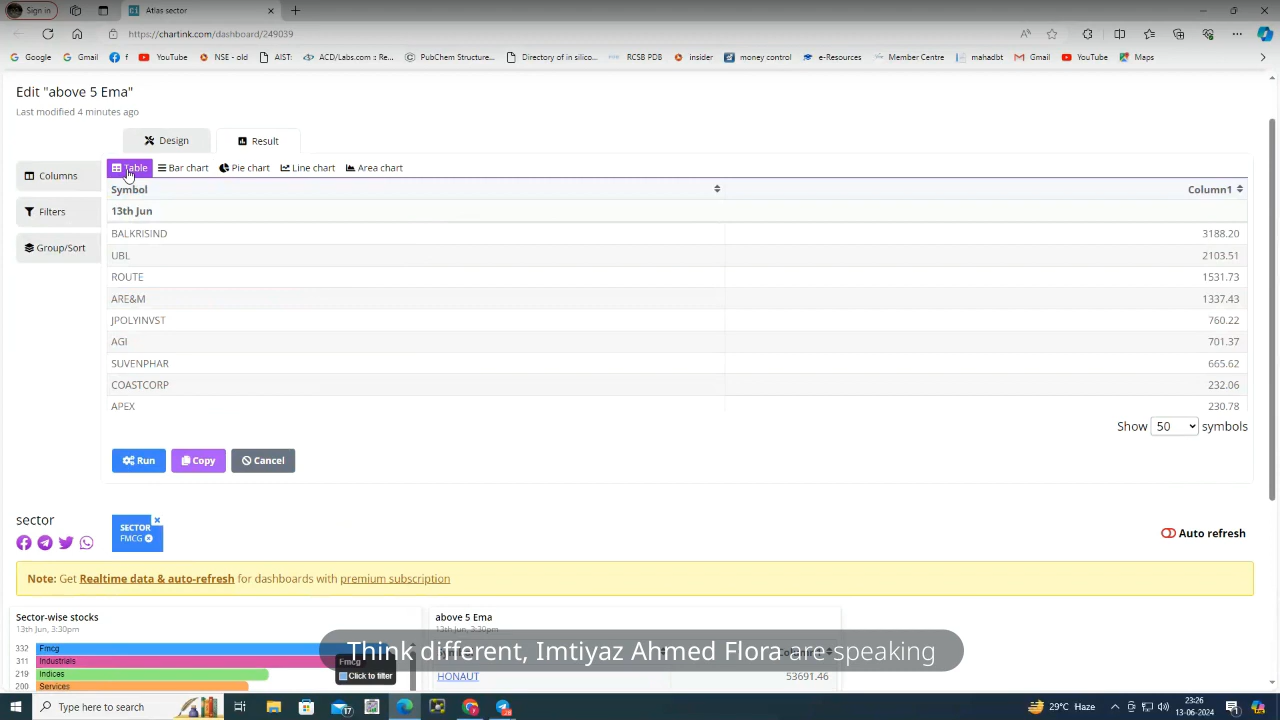 Sign in
Atlas sector
https://chartink.com/dashboard/249039
Google
Gmail
f
YouTube
NSE - old
AIST:
ACD/Labs... Re...
PubChem Structure...
Directory of in silico...
RCSB PDB
insider
money control
e-Resources
Member Centre
mahadbt
Gmail
YouTube
Maps
Edit "above 5 Ema"
Last modified 4 minutes ago
Design
Result
Columns
Filters
Group/Sort
Table
Bar chart
Pie chart
Line chart
Area chart
Symbol Column1
13th Jun
BALKRISIND 3188.20
UBL 2103.51
ROUTE 1531.73
ARE&M 1337.43
JPOLYINVST 760.22
AGI 701.37
SUVENPHAR 665.62
COASTCORP 232.06
APEX 230.78
Show 50 symbols
Run
Copy
Cancel
sector
SECTOR
FMCG
Auto refresh
Note: Get Realtime data & auto-refresh for dashboards with premium subscription
Sector-wise stocks
13th Jun, 3:30pm
332 Fmcg
311 Industrials
219 Indices
200 Services
Fmcg
Click to filter
above 5 Ema
13th Jun, 3:30pm
HONAUT 53691.46
Think different, Imtiyaz Ahmed Flora are speaking
Type here to search
17
29°C Haze
23:26
13-06-2024